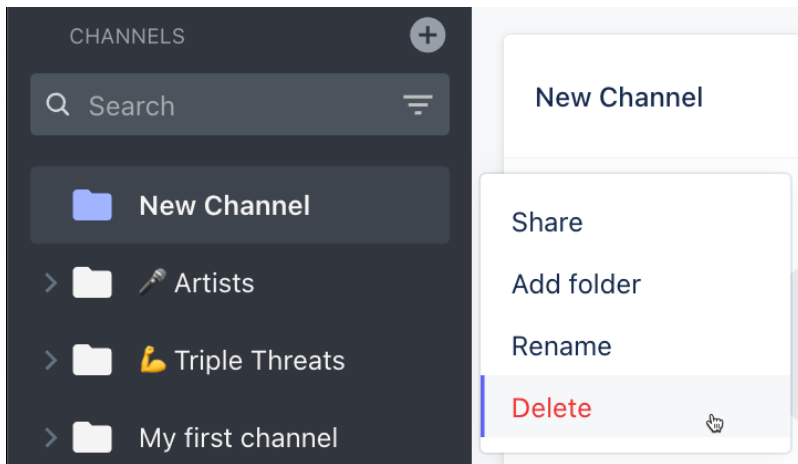 CHANNELS
Search
New Channel
🎤 Artists
💪 Triple Threats
My first channel
New Channel
Share
Add folder
Rename
Delete